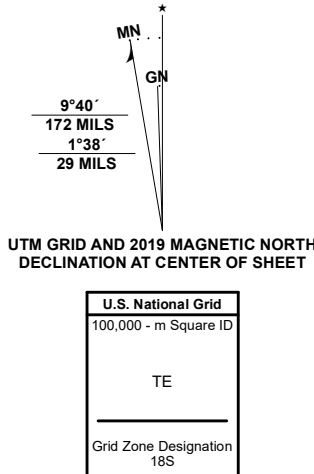 ★
MN
GN
9°40´
172 MILS
1°38´
29 MILS
UTM GRID AND 2019 MAGNETIC NORTH
DECLINATION AT CENTER OF SHEET
U.S. National Grid
100,000 - m Square ID
TE
Grid Zone Designation
18S